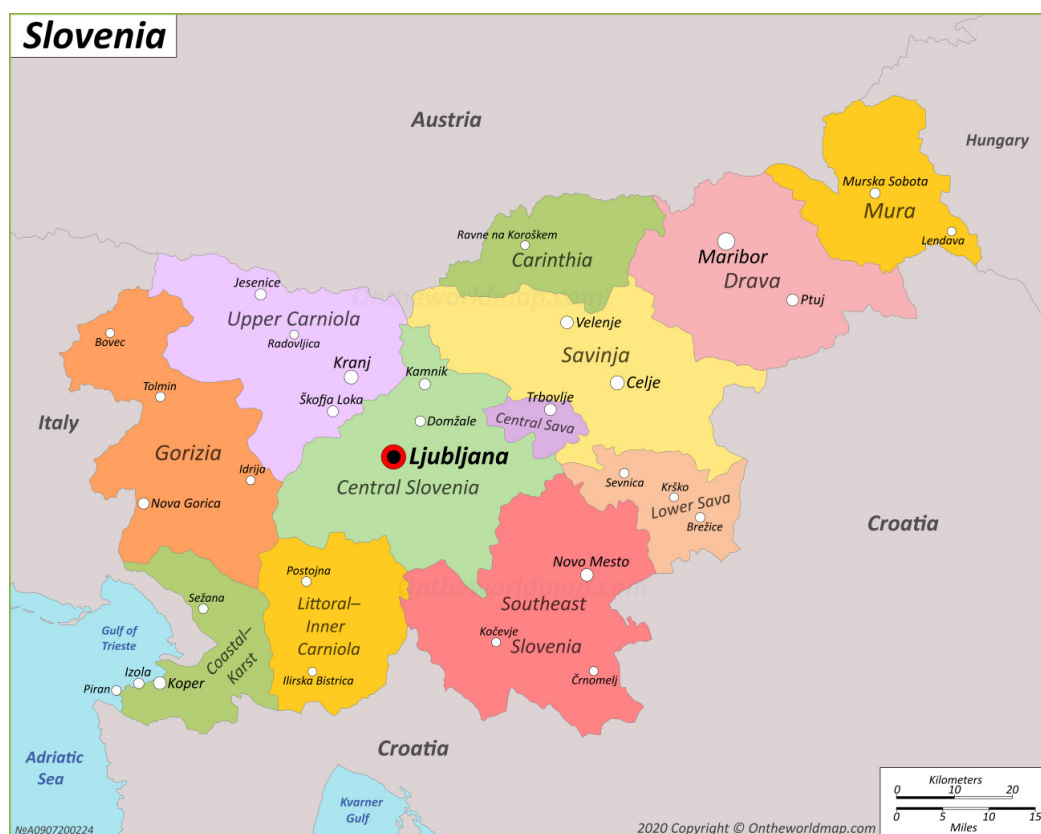 Slovenia
Austria
Hungary
Murska Sobota
Mura
Lendava
Ravne na Koroškem
Carinthia
Maribor
Drava
Ptuj
Jesenice
Ontheworldmap.com
Upper Carniola
Radovljica
Bovec
Velenje
Savinja
Kranj
Kamnik
Celje
Tolmin
Škofja Loka
Trbovlje
Domžale
Central Sava
Italy
Gorizia
Ljubljana
Idrija
Central Slovenia
Sevnica
Krško
Lower Sava
Brežice
Nova Gorica
Croatia
Novo Mesto
Postojna
Ontheworldmap.com
Sežana
Littoral–
Inner
Carniola
Southeast
Slovenia
Kočevje
Gulf of
Trieste
Coastal–
Karst
Izola
Piran
Koper
Ilirska Bistrica
Črnomelj
Adriatic
Sea
Croatia
Kvarner
Gulf
Kilometers
0 10 20
0 5 10 15
Miles
№A0907200224
2020 Copyright © Ontheworldmap.com